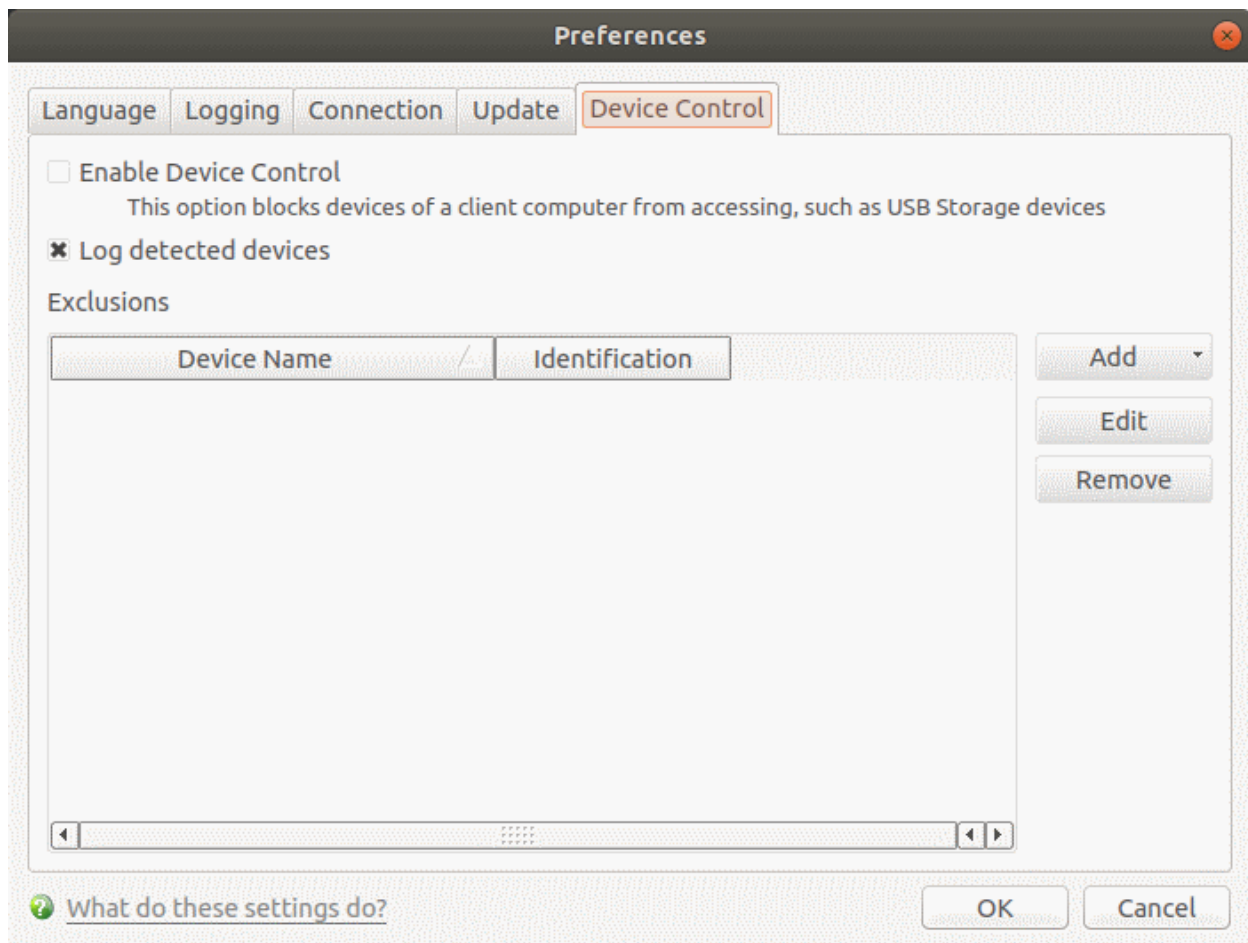 Preferences
Language Logging Connection Update Device Control
Enable Device Control
This option blocks devices of a client computer from accessing, such as USB Storage devices
Log detected devices
Exclusions
Device Name Identification Add
Edit
Remove
What do these settings do? OK Cancel